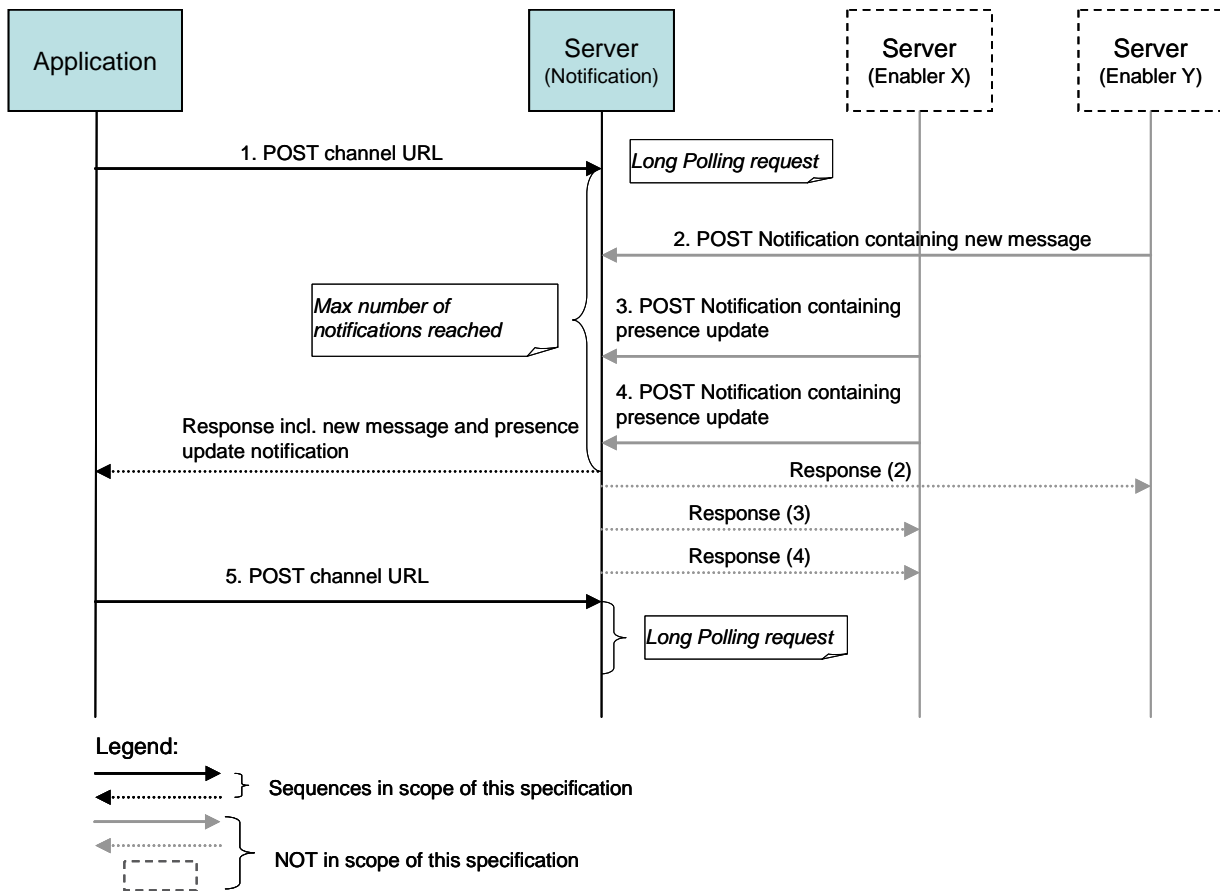 Application
Server
(Notification)
Server
(Enabler X)
Server
(Enabler Y)
1. POST channel URL
Long Polling request
2. POST Notification containing new message
Max number of
notifications reached
3. POST Notification containing
presence update
4. POST Notification containing
presence update
Response incl. new message and presence
update notification
Response (2)
Response (3)
Response (4)
5. POST channel URL
Long Polling request
Legend:
Sequences in scope of this specification
NOT in scope of this specification